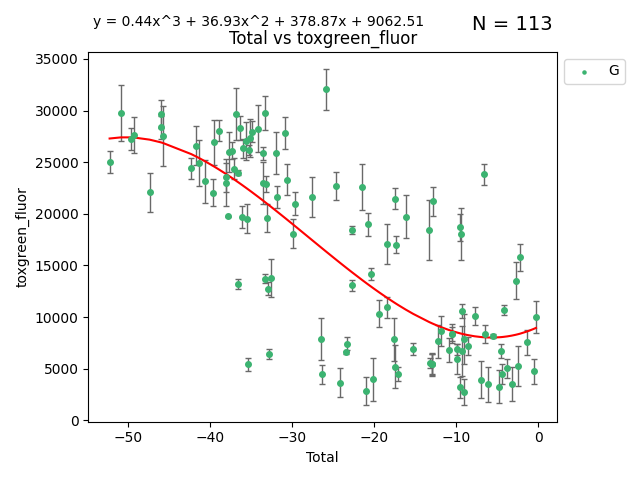 y = 0.44x^3 + 36.93x^2 + 378.87x + 9062.51
N = 113
Total vs toxgreen_fluor
G
toxgreen_fluor
35000
30000
25000
20000
15000
10000
5000
0
−50
−40
−30
−20
−10
0
Total